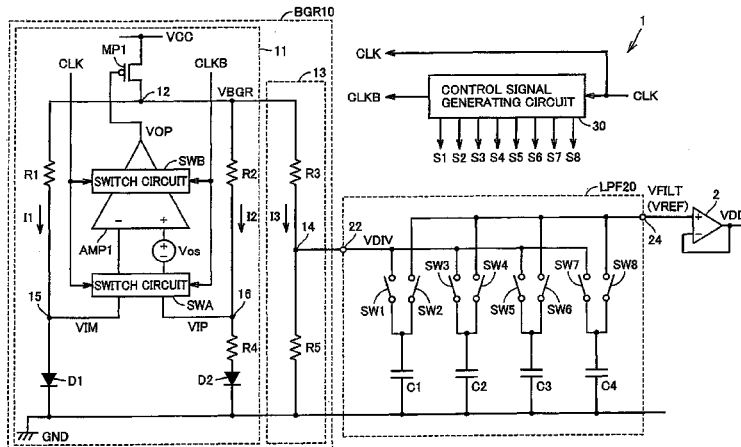 BGR10
VCC
MP1
11
1
CLK
CLKB
13
CLK
12
VBGR
CLKB
CONTROL SIGNAL
GENERATING CIRCUIT
CLK
30
VOP
S1 S2 S3 S4 S5 S6 S7 S8
R1
SWB
SWITCH CIRCUIT
R2
R3
LPF20
VFILT
(VREF)
2
VDD
I1
I2
I3
14
22
VDIV
24
AMP1
Vos
SWITCH CIRCUIT
SWA
15
16
VIM
VIP
SW1
SW2
SW3
SW4
SW5
SW6
SW7
SW8
R4
R5
D1
D2
C1
C2
C3
C4
GND